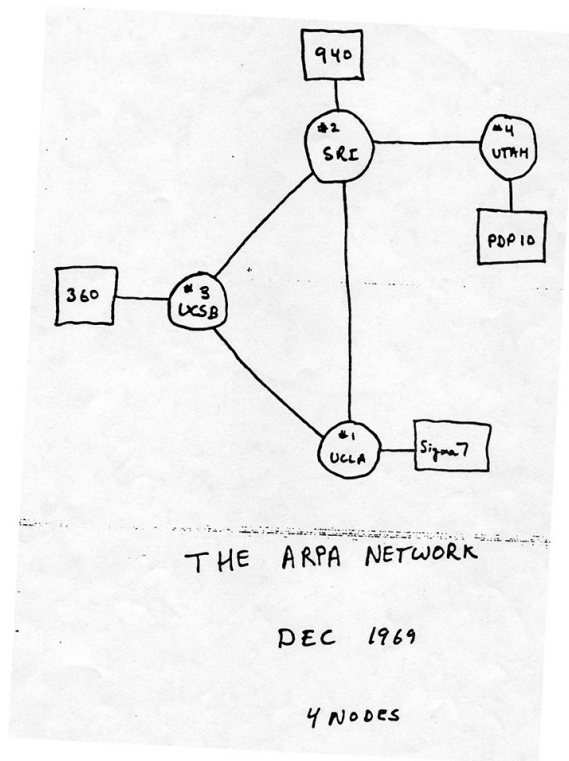 940
#2
SRI
#4
UTAH
PDP10
360
#3
UCSB
#1
UCLA
Sigma7
THE ARPA NETWORK
DEC 1969
4 NODES